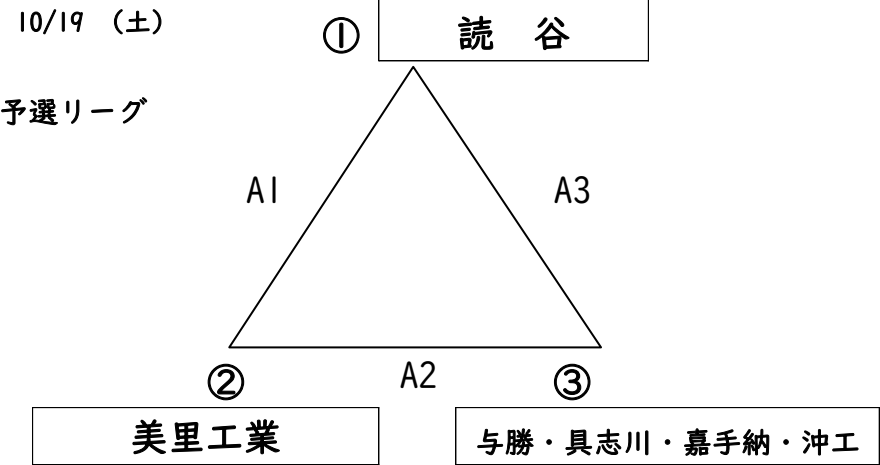 10/19 （土）
① 読 谷
予選リーグ
A1
A3
A2
②
③
美里工業
与勝・具志川・嘉手納・沖工